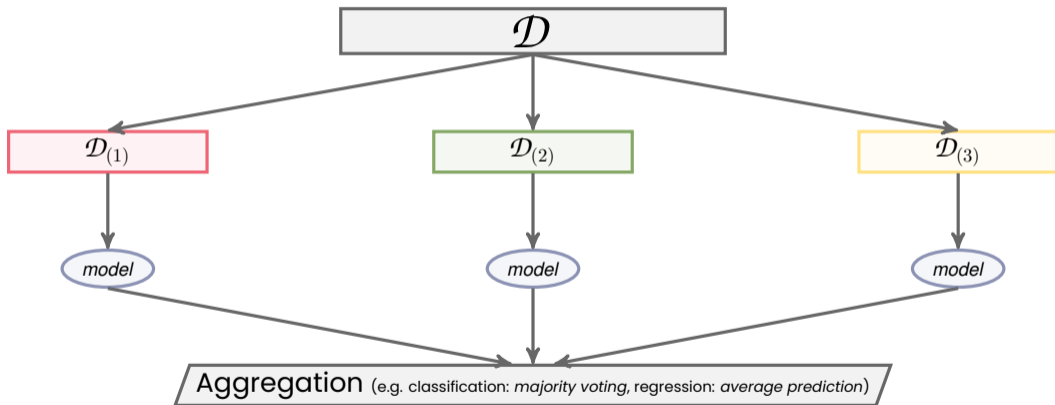 𝒟
𝒟(1) 𝒟(2) 𝒟(3)
model model model
Aggregation (e.g. classification: majority voting, regression: average prediction)